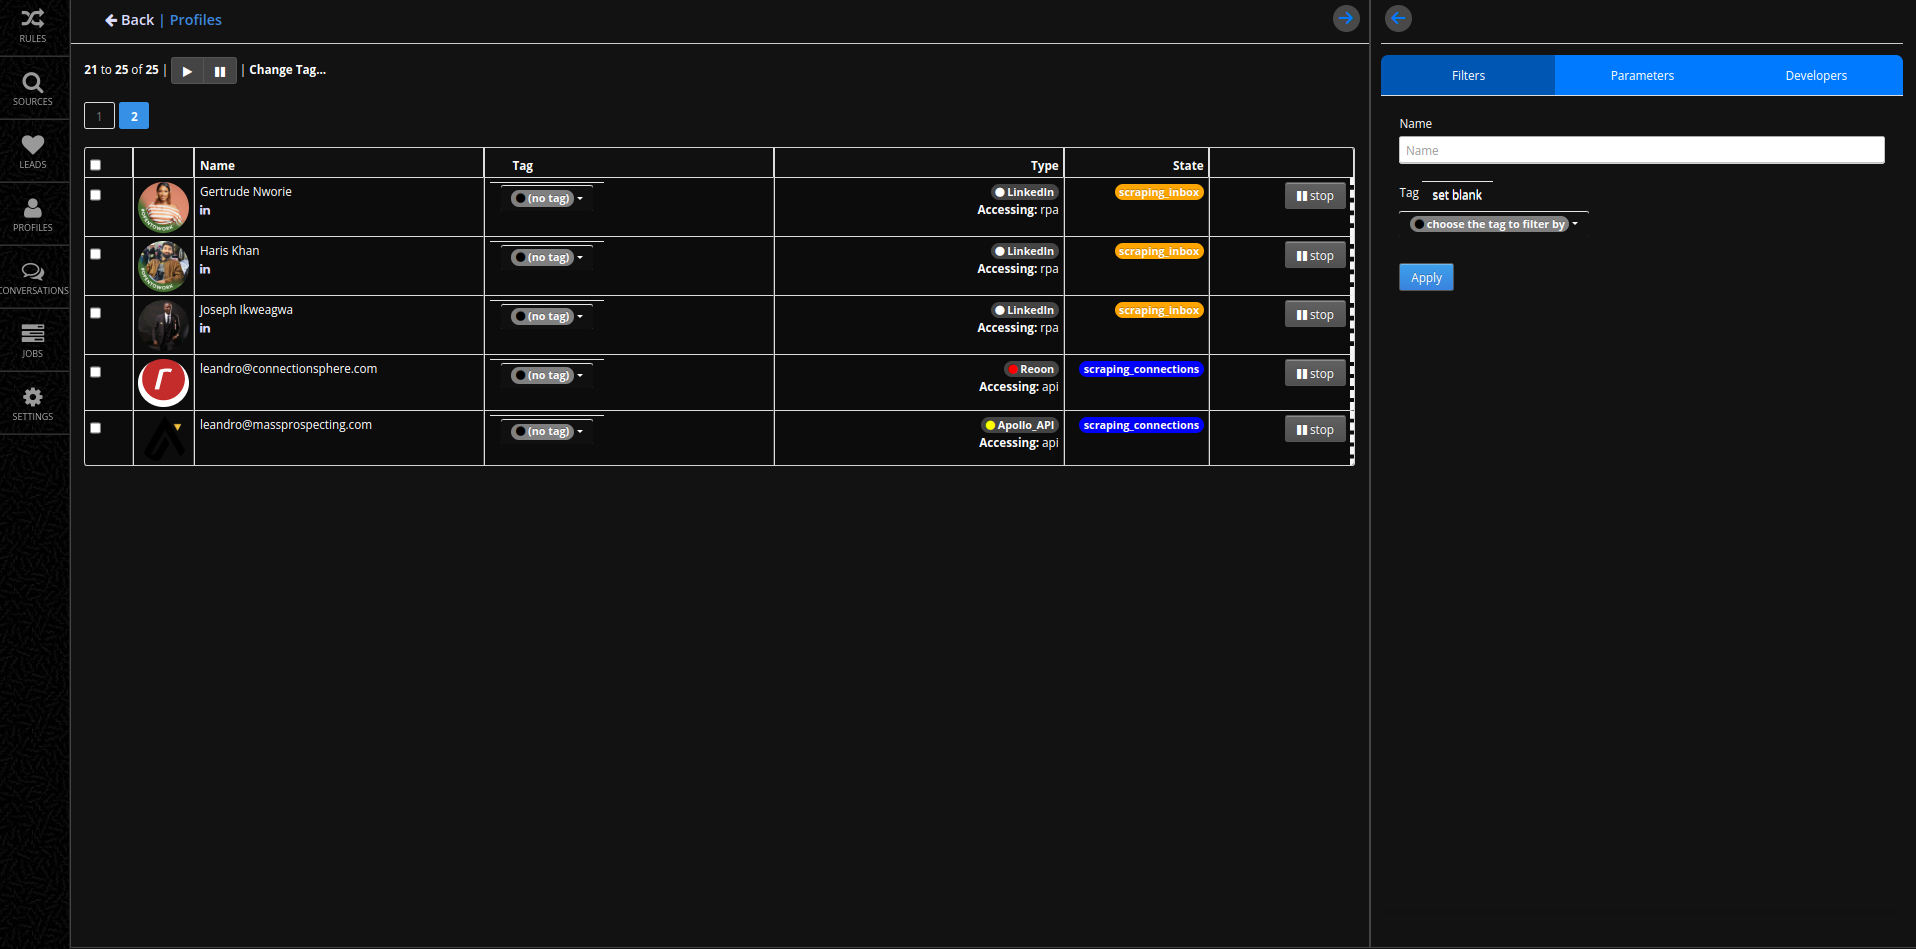 RULES
SOURCES
LEADS
PROFILES
CONVERSATIONS
JOBS
SETTINGS
Back | Profiles
21 to 25 of 25 | | Change Tag...
1 2
Name Tag Type State
Gertrude Nworie (no tag) LinkedIn scraping_inbox stop
in Accessing: rpa
Haris Khan (no tag) LinkedIn scraping_inbox stop
in Accessing: rpa
Joseph Ikweagwa (no tag) LinkedIn scraping_inbox stop
in Accessing: rpa
leandro@connectionsphere.com (no tag) Reoon scraping_connections stop
Accessing: api
leandro@massprospecting.com (no tag) Apollo_API scraping_connections stop
Accessing: api
Filters Parameters Developers
Name
Name
Tag set blank
choose the tag to filter by
Apply